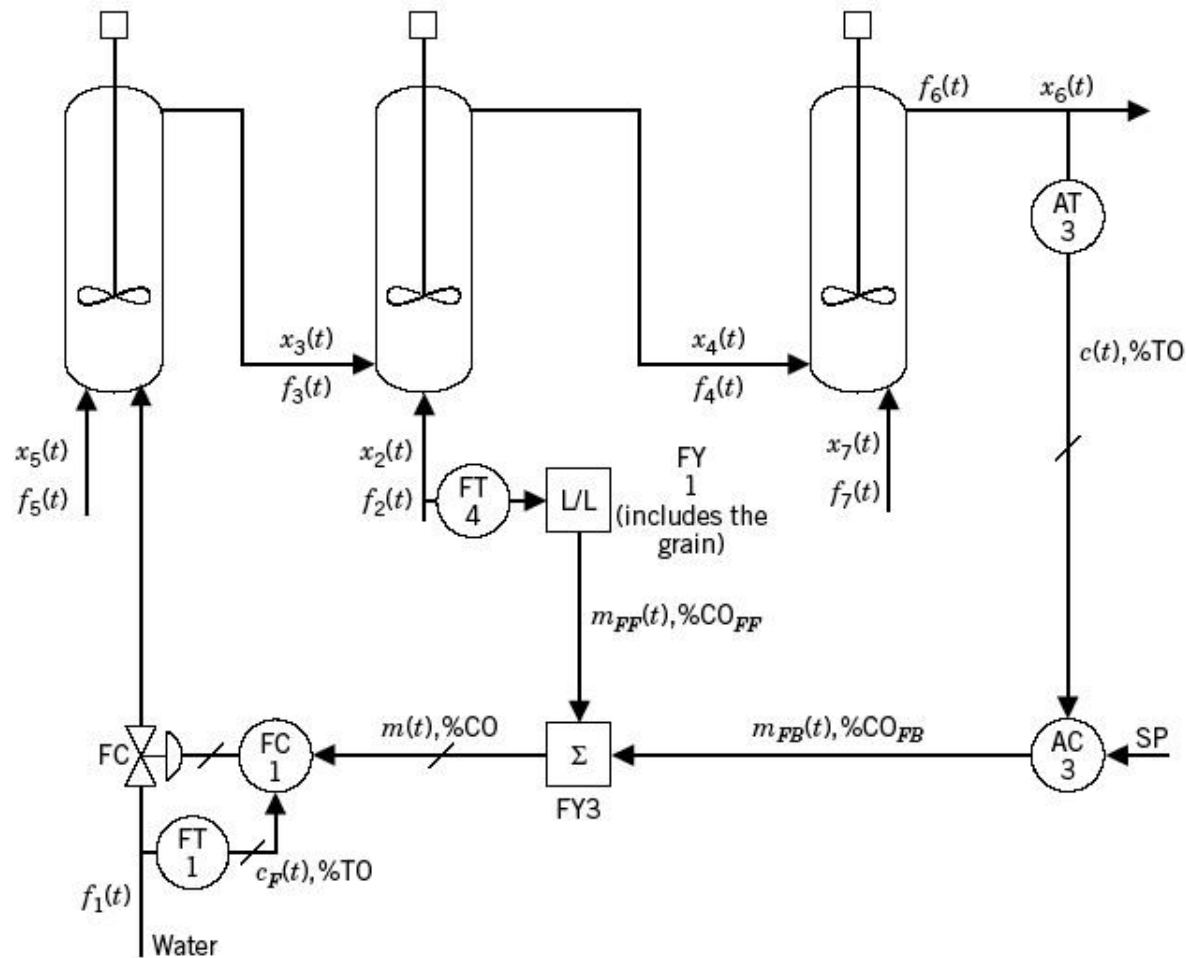 f6(t)
x6(t)
AT
3
x3(t)
f3(t)
x4(t)
f4(t)
c(t),%TO
x5(t)
f5(t)
x2(t)
f2(t)
FT
4
L/L
FY
1
(includes the
grain)
x7(t)
f7(t)
mFF(t),%COFF
FC
FC
1
m(t),%CO
Σ
FY3
mFB(t),%COFB
AC
3
SP
FT
1
cF(t),%TO
f1(t)
Water